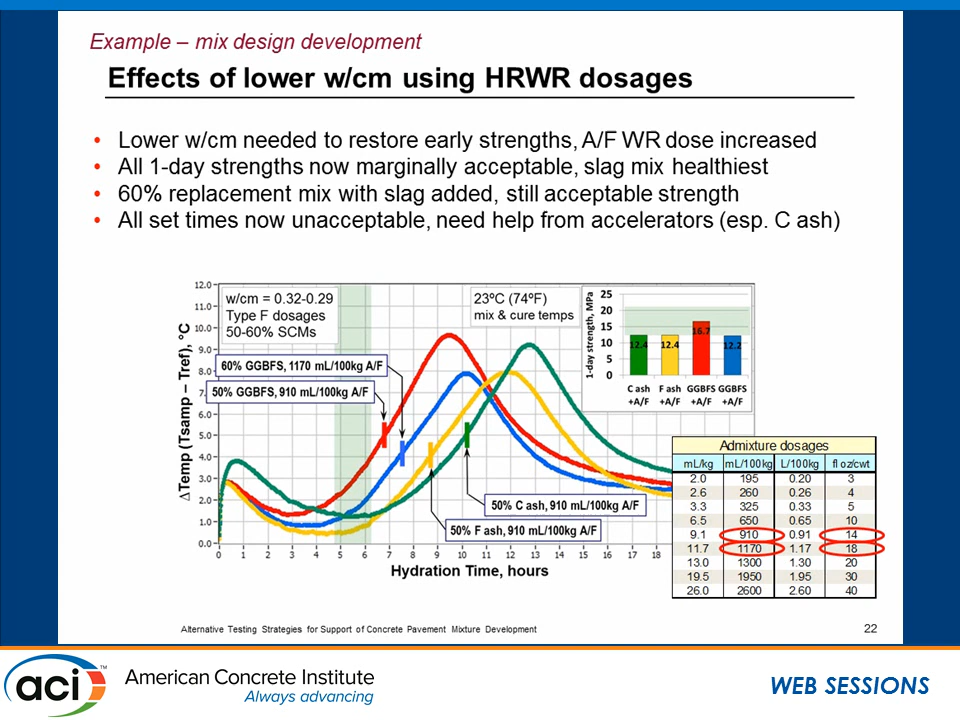 Example – mix design development
Effects of lower w/cm using HRWR dosages
• Lower w/cm needed to restore early strengths, A/F WR dose increased
• All 1-day strengths now marginally acceptable, slag mix healthiest
• 60% replacement mix with slag added, still acceptable strength
• All set times now unacceptable, need help from accelerators (esp. C ash)
ΔTemp (Tsamp – Tref), °C
12.0
11.0
10.0
9.0
8.0
7.
6.0
5.0
4.0
3.0
2.0
1.0
0.0
w/cm = 0.32-0.29
Type F dosages
50-60% SCMs
23ºC (74ºF)
mix & cure temps
60% GGBFS, 1170 mL/100kg A/F
50% GGBFS, 910 mL/100kg A/F
50% C ash, 910 mL/100kg A/F
50% F ash, 910 mL/100kg A/F
0 1 2 3 4 5 6 7 8 9 10 11 12 13 14 15 16 17 18
Hydration Time, hours
1-day strength, MPa
25
20
15
10
5
0
12.4 12.4 16.7 12.2
C ash F ash GGBFS GGBFS
+A/F +A/F +A/F +A/F
Admixture dosages
mL/kg mL/100kg L/100kg fl oz/cwt
2.0 195 0.20 3
2.6 260 0.26 4
3.3 325 0.33 5
6.5 650 0.65 10
9.1 910 0.91 14
11.7 1170 1.17 18
13.0 1300 1.30 20
19.5 1950 1.95 30
26.0 2600 2.60 40
Alternative Testing Strategies for Support of Concrete Pavement Mixture Development
22
aci ™
American Concrete Institute
Always advancing
WEB SESSIONS